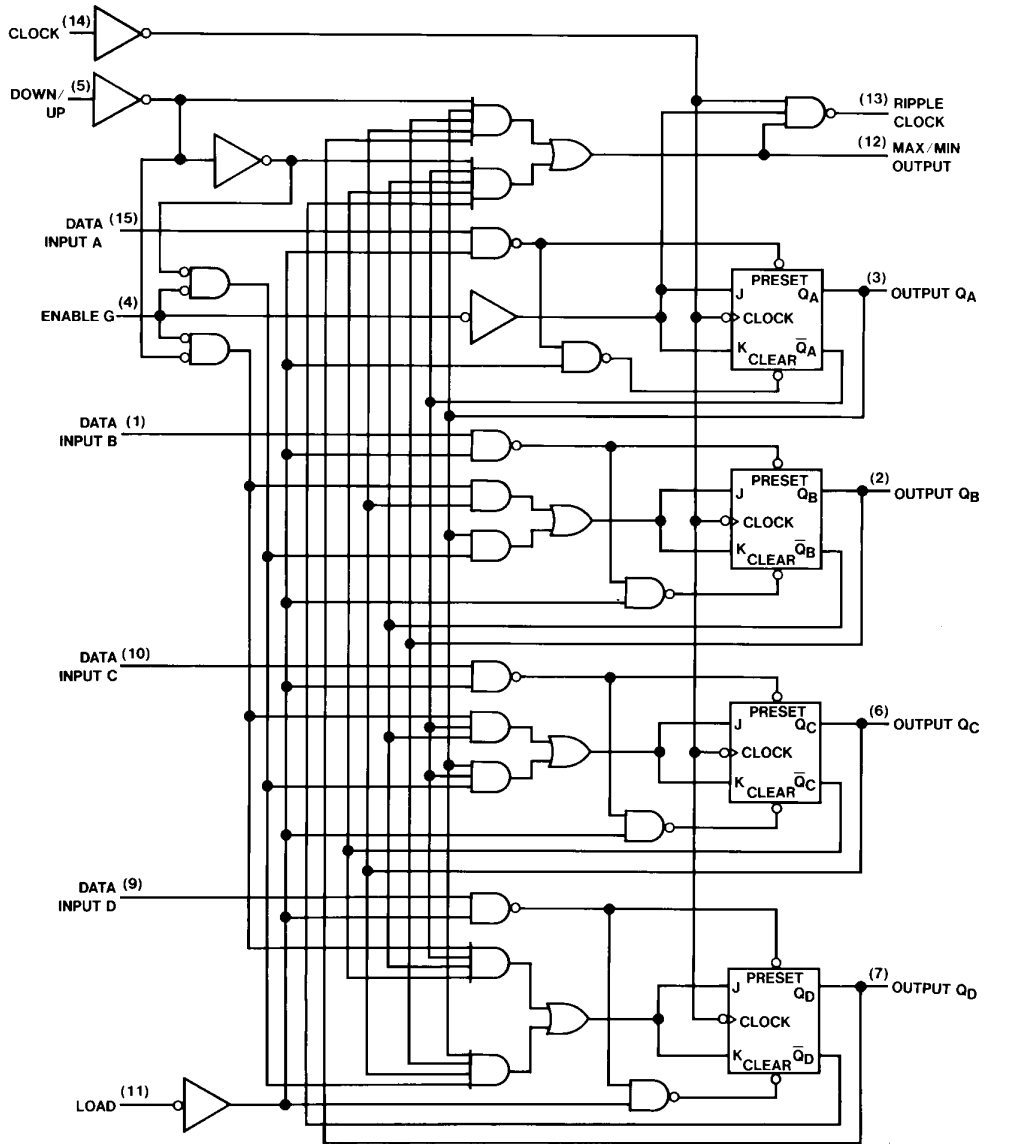 CLOCK (14)
DOWN/ (5)
UP
(13) RIPPLE
CLOCK
(12) MAX/MIN
OUTPUT
DATA (15)
INPUT A
PRESET
J QA
(3) OUTPUT QA
(4)
ENABLE G
CLOCK
K Q̅A
CLEAR
DATA (1)
INPUT B
PRESET
J QB
(2) OUTPUT QB
CLOCK
K Q̅B
CLEAR
DATA (10)
INPUT C
PRESET
J QC
(6) OUTPUT QC
CLOCK
K Q̅C
CLEAR
DATA (9)
INPUT D
PRESET
J QD
(7) OUTPUT QD
CLOCK
K Q̅D
CLEAR
(11)
LOAD